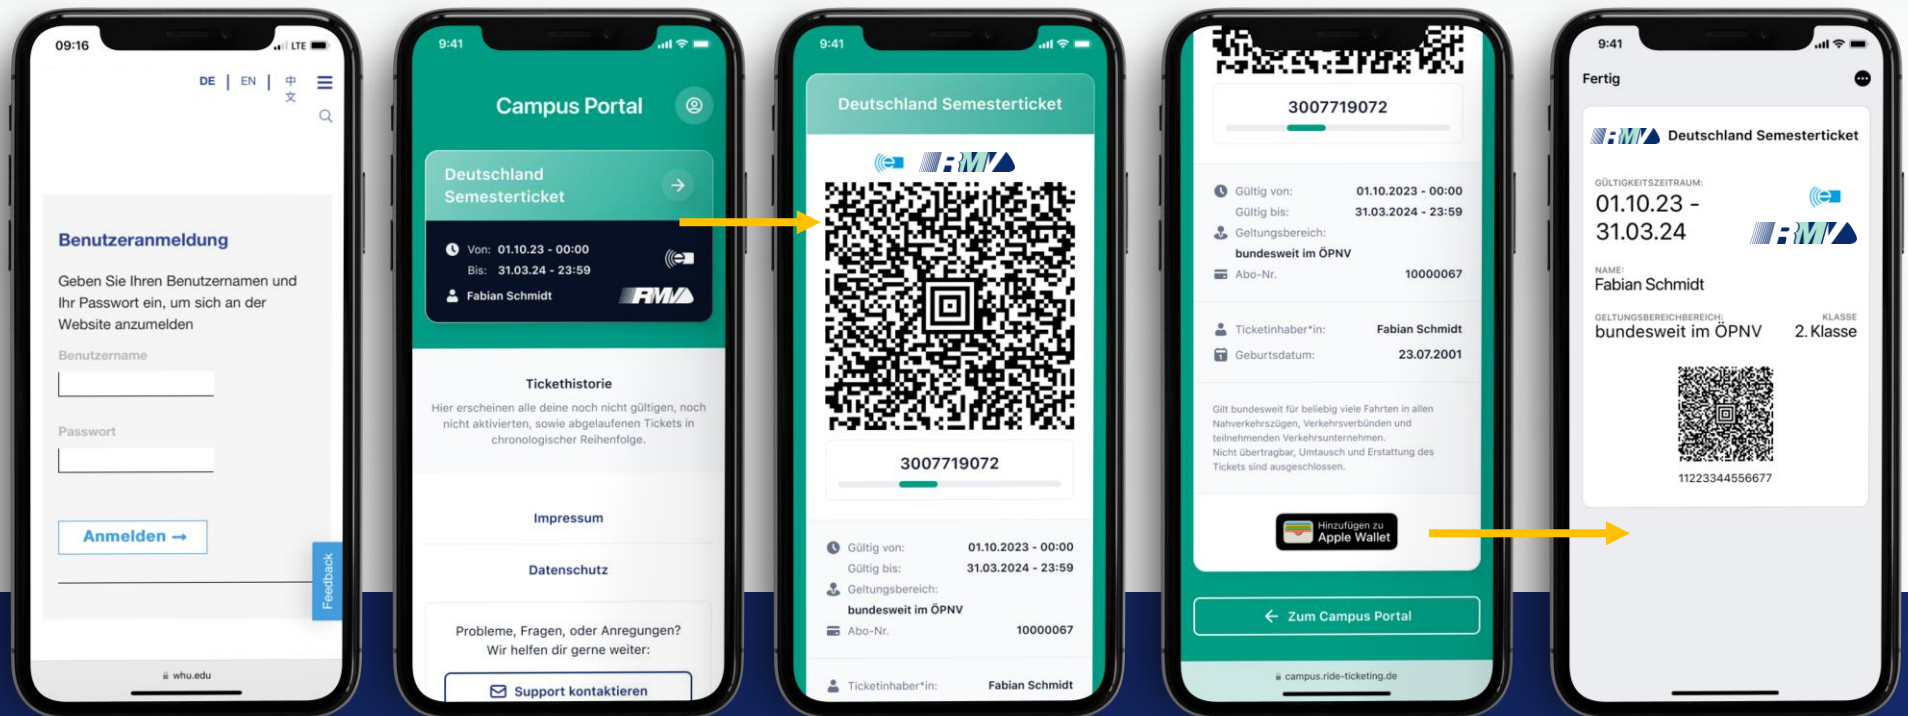 09:16
LTE
DE | EN | 中文
Benutzeranmeldung
Geben Sie Ihren Benutzernamen und
Ihr Passwort ein, um sich an der
Website anzumelden
Benutzername
Passwort
Anmelden →
Feedback
whu.edu
9:41
Campus Portal
Deutschland
Semesterticket
Von: 01.10.23 - 00:00
Bis: 31.03.24 - 23:59
Fabian Schmidt
RMV
Tickethistorie
Hier erscheinen alle deine noch nicht gültigen, noch
nicht aktivierten, sowie abgelaufenen Tickets in
chronologischer Reihenfolge.
Impressum
Datenschutz
Probleme, Fragen, oder Anregungen?
Wir helfen dir gerne weiter:
Support kontaktieren
9:41
Deutschland Semesterticket
RMV
3007719072
Gültig von: 01.10.2023 - 00:00
Gültig bis: 31.03.2024 - 23:59
Geltungsbereich:
bundesweit im ÖPNV
Abo-Nr. 10000067
Ticketinhaber*in: Fabian Schmidt
3007719072
Gültig von: 01.10.2023 - 00:00
Gültig bis: 31.03.2024 - 23:59
Geltungsbereich:
bundesweit im ÖPNV
Abo-Nr. 10000067
Ticketinhaber*in: Fabian Schmidt
Geburtsdatum: 23.07.2001
Gilt bundesweit für beliebig viele Fahrten in allen
Nahverkehrszügen, Verkehrsverbünden und
teilnehmenden Verkehrsunternehmen.
Nicht übertragbar, Umtausch und Erstattung des
Tickets sind ausgeschlossen.
Hinzufügen zu
Apple Wallet
← Zum Campus Portal
campus.ride-ticketing.de
9:41
Fertig
RMV Deutschland Semesterticket
GÜLTIGKEITSZEITRAUM:
01.10.23 -
31.03.24
RMV
NAME:
Fabian Schmidt
GELTUNGSBEREICHBEREICH: KLASSE
bundesweit im ÖPNV 2. Klasse
11223344556677